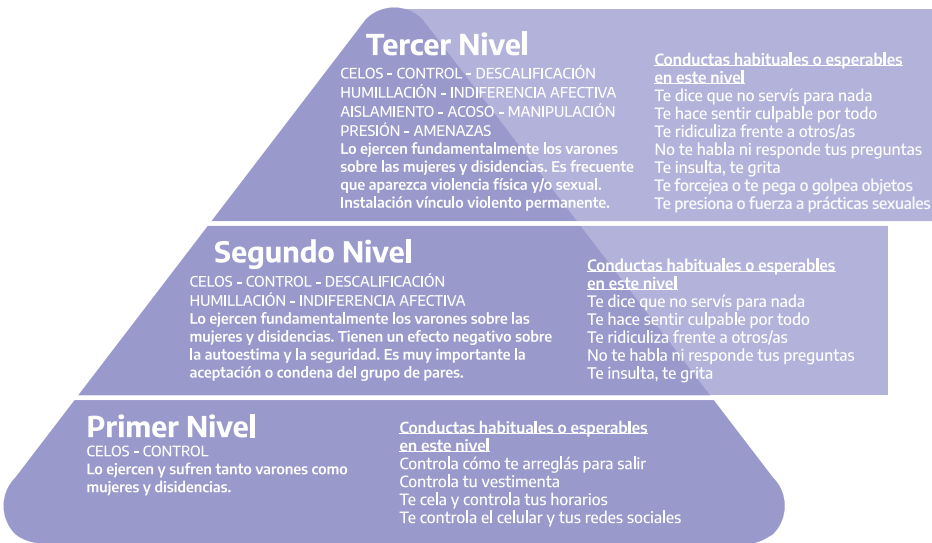 Tercer Nivel
CELOS - CONTROL - DESCALIFICACIÓN
HUMILLACIÓN - INDIFERENCIA AFECTIVA
AISLAMIENTO - ACOSO - MANIPULACIÓN
PRESIÓN - AMENAZAS
Lo ejercen fundamentalmente los varones
sobre las mujeres y disidencias. Es frecuente
que aparezca violencia física y/o sexual.
Instalación vínculo violento permanente.
Conductas habituales o esperables
en este nivel
Te dice que no servís para nada
Te hace sentir culpable por todo
Te ridiculiza frente a otros/as
No te habla ni responde tus preguntas
Te insulta, te grita
Te forcejea o te pega o golpea objetos
Te presiona o fuerza a prácticas sexuales
Segundo Nivel
CELOS - CONTROL - DESCALIFICACIÓN
HUMILLACIÓN - INDIFERENCIA AFECTIVA
Lo ejercen fundamentalmente los varones sobre las
mujeres y disidencias. Tienen un efecto negativo sobre
la autoestima y la seguridad. Es muy importante la
aceptación o condena del grupo de pares.
Conductas habituales o esperables
en este nivel
Te dice que no servís para nada
Te hace sentir culpable por todo
Te ridiculiza frente a otros/as
No te habla ni responde tus preguntas
Te insulta, te grita
Primer Nivel
CELOS - CONTROL
Lo ejercen y sufren tanto varones como
mujeres y disidencias.
Conductas habituales o esperables
en este nivel
Controla cómo te arreglás para salir
Controla tu vestimenta
Te cela y controla tus horarios
Te controla el celular y tus redes sociales